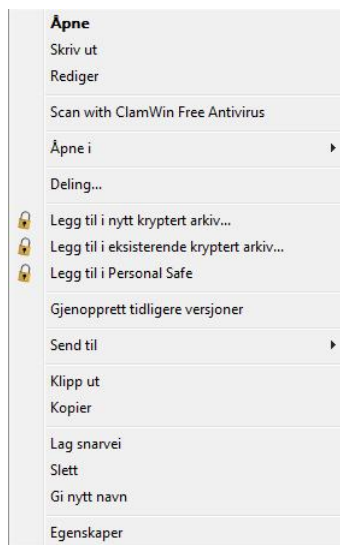 Åpne
Skriv ut
Rediger
Scan with ClamWin Free Antivirus
Åpne i
Deling...
Legg til i nytt kryptert arkiv...
Legg til i eksisterende kryptert arkiv...
Legg til i Personal Safe
Gjenopprett tidligere versjoner
Send til
Klipp ut
Kopier
Lag snarvei
Slett
Gi nytt navn
Egenskaper